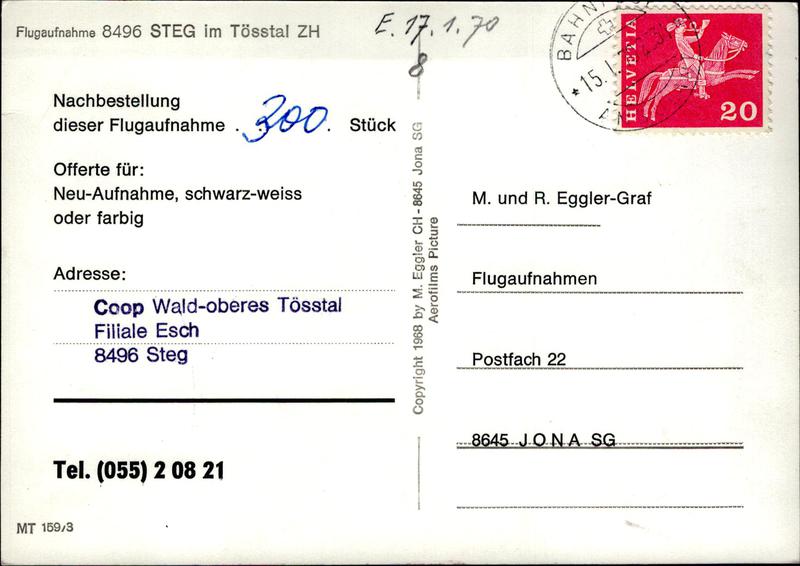 Flugaufnahme 8496 STEG im Tösstal ZH
E. 17.1.70
8
Nachbestellung
dieser Flugaufnahme . 300 . Stück
Offerte für:
Neu-Aufnahme, schwarz-weiss
oder farbig
Adresse:
Coop Wald-oberes Tösstal
Filiale Esch
8496 Steg
Tel. (055) 2 08 21
MT 159/3
Copyright 1968 by M. Eggler CH - 8645 Jona SG
Aerofilms Picture
HELVETIA
20
15. I.
M. und R. Eggler-Graf
Flugaufnahmen
Postfach 22
8645 JONA SG